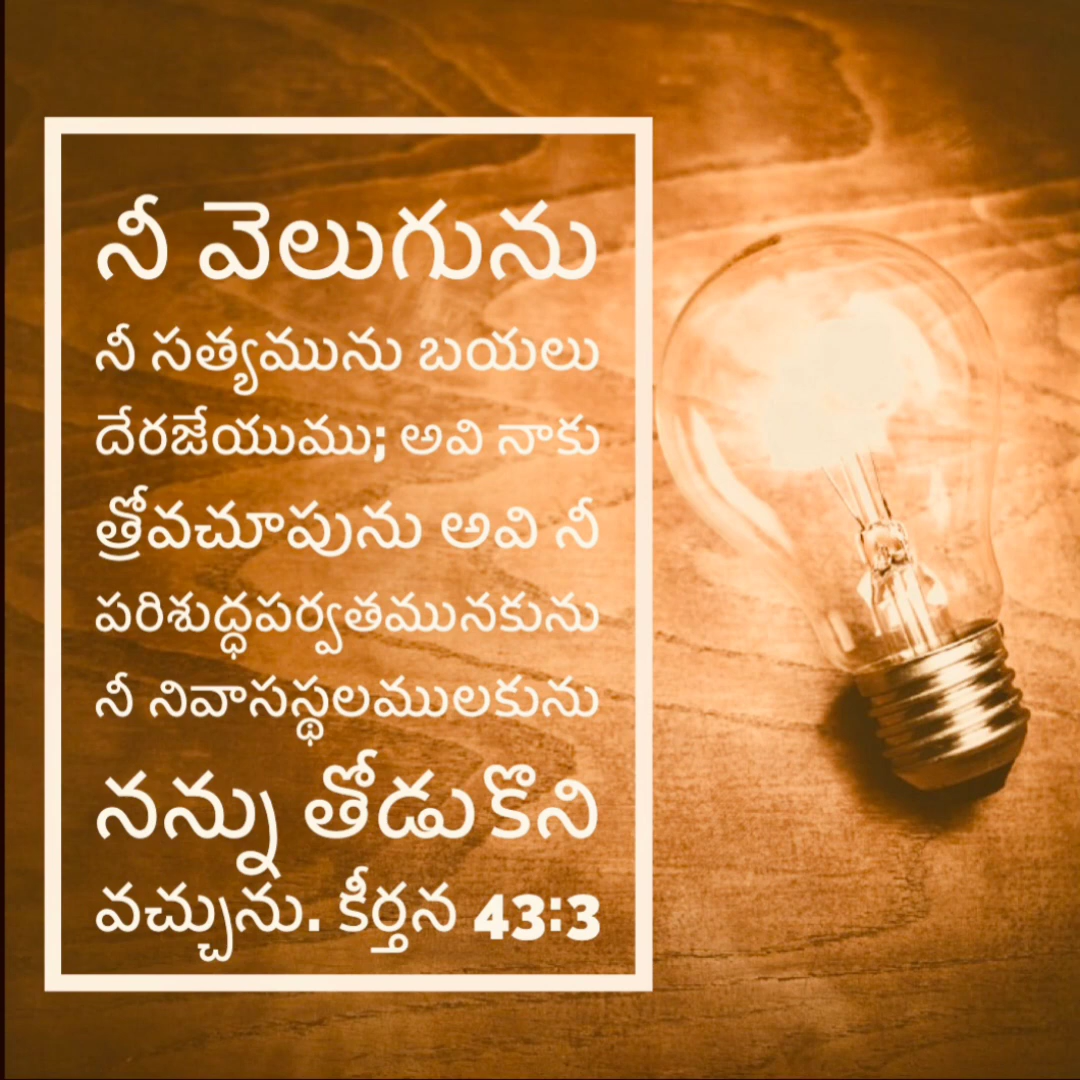 నీ వెలుగును
నీ సత్యమును బయలు
దేరజేయుము; అవి నాకు
త్రోవచూపును అవి నీ
పరిశుద్ధపర్వతమునకును
నీ నివాసస్థలములకును
నన్ను తోడుకొని
వచ్చును. కీర్తన 43:3